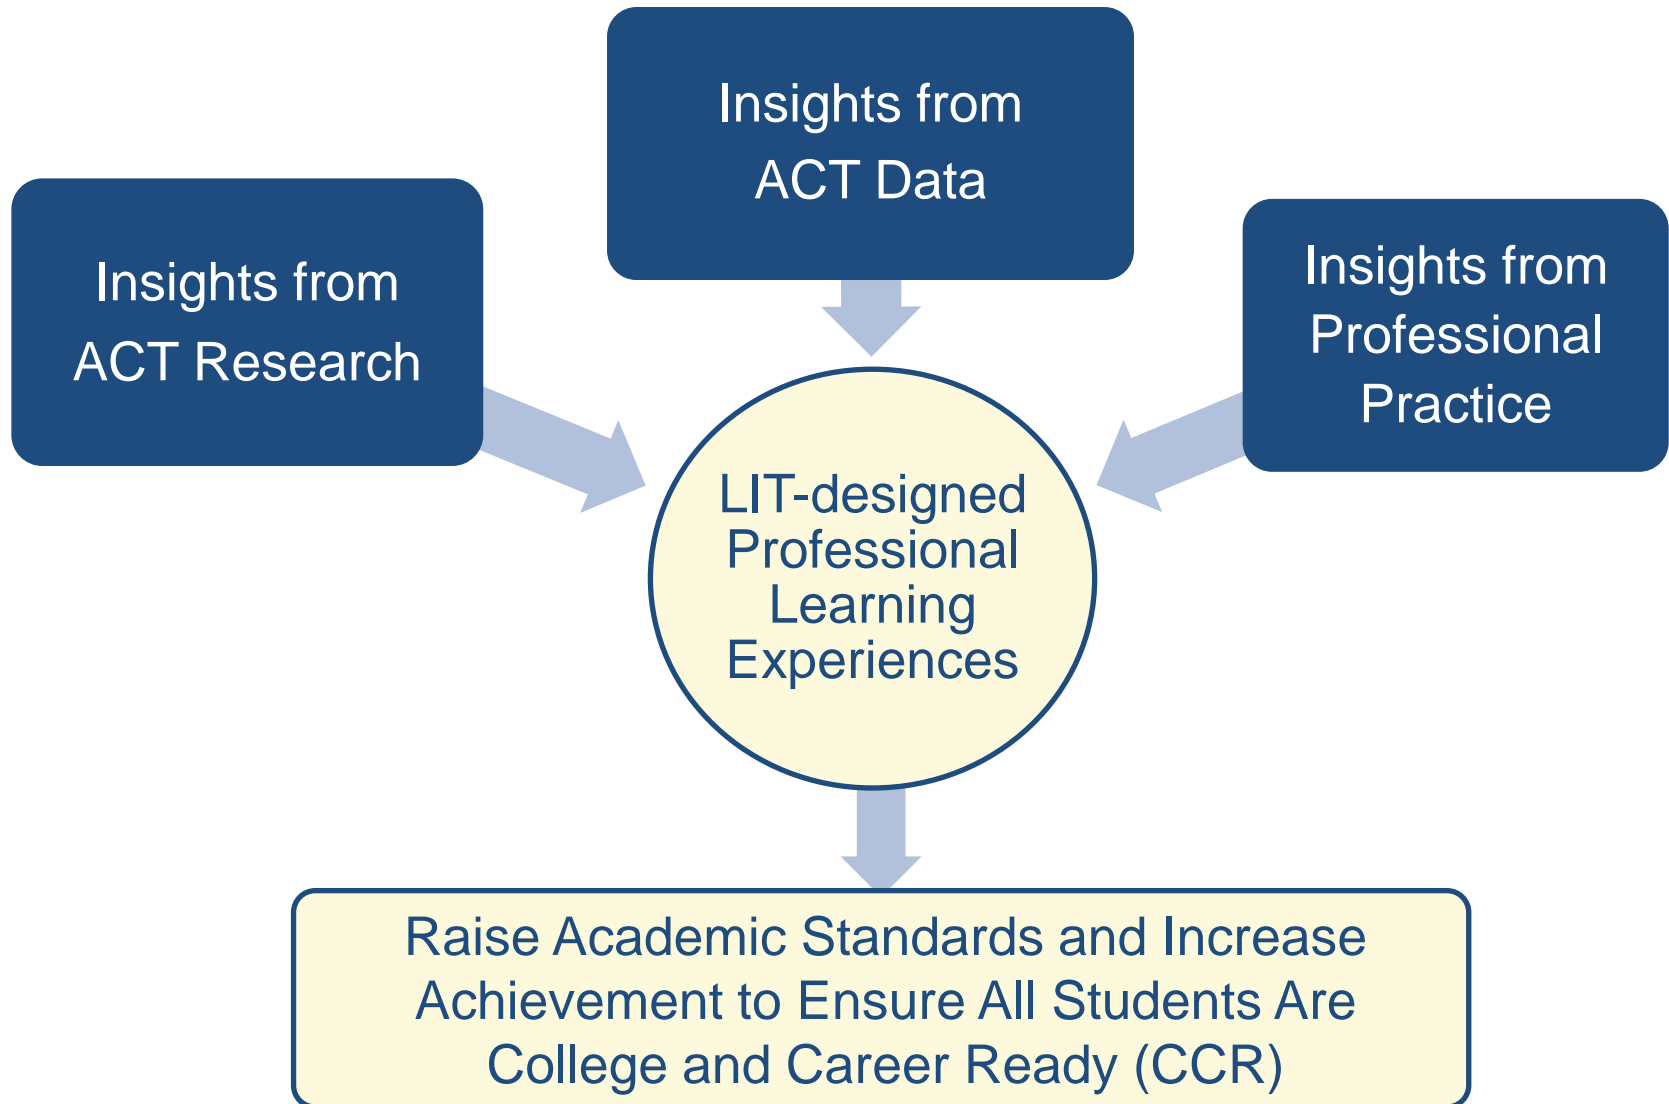 Insights from
ACT Data
Insights from
ACT Research
Insights from
Professional
Practice
LIT-designed
Professional
Learning
Experiences
Raise Academic Standards and Increase
Achievement to Ensure All Students Are
College and Career Ready (CCR)